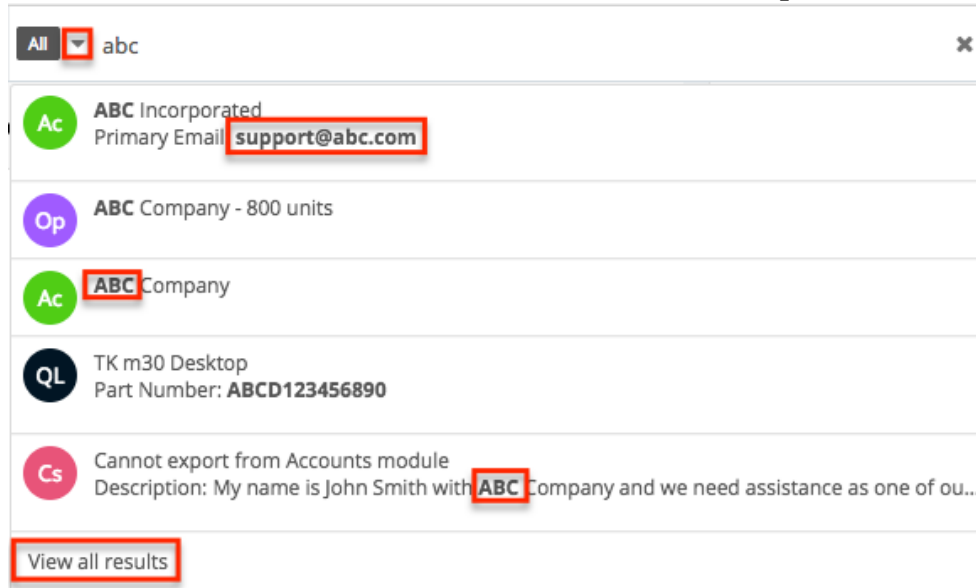 All abc ✖
Ac
ABC Incorporated
Primary Email support@abc.com
Op
ABC Company - 800 units
Ac
ABC Company
QL
TK m30 Desktop
Part Number: ABCD123456890
Cs
Cannot export from Accounts module
Description: My name is John Smith with ABC Company and we need assistance as one of ou...
View all results